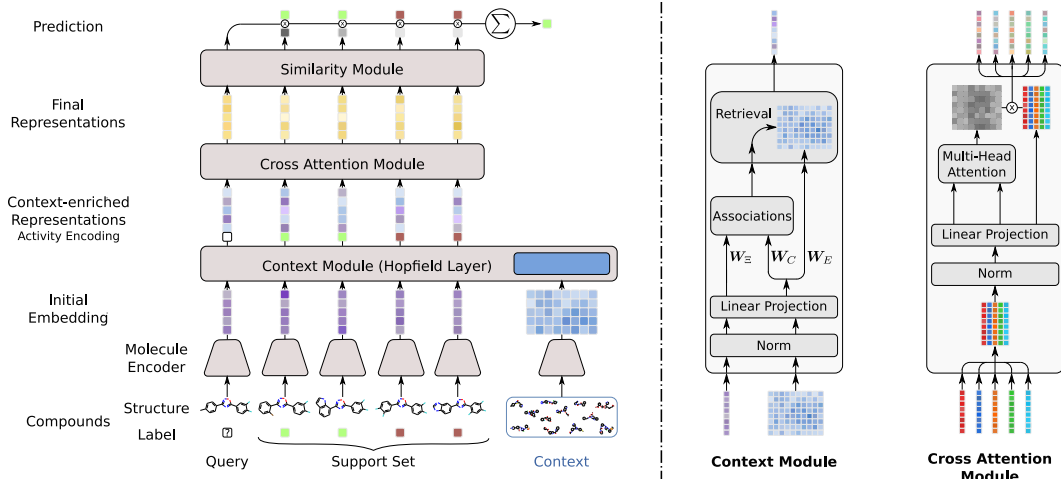 Prediction
Similarity Module
Final
Representations
Cross Attention Module
Context-enriched
Representations
Activity Encoding
Context Module (Hopfield Layer)
Initial
Embedding
Molecule
Encoder
Compounds
Structure
Label
?
Query
Support Set
Context
Retrieval
Associations
W_Ξ
W_C
W_E
Linear Projection
Norm
Context Module
Multi-Head
Attention
Linear Projection
Norm
Cross Attention
Module